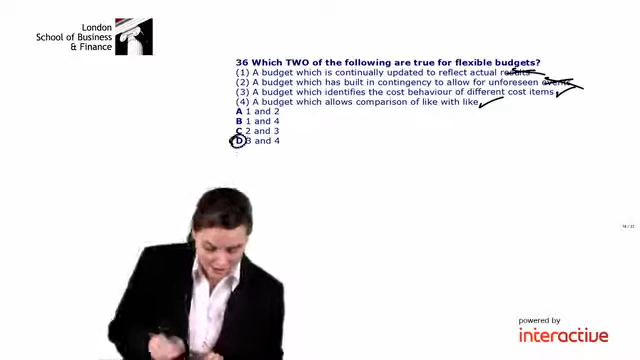 London
School of Business
& Finance
36 Which TWO of the following are true for flexible budgets?
(1) A budget which is continually updated to reflect actual results
(2) A budget which has built in contingency to allow for unforeseen events
(3) A budget which identifies the cost behaviour of different cost items
(4) A budget which allows comparison of like with like
A 1 and 2
B 1 and 4
C 2 and 3
D 3 and 4
powered by
interactive